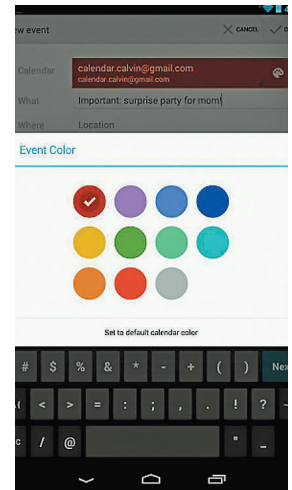 ew event
CANCEL
Calendar
calendar.calvin@gmail.com
calendar.calvin@gmail.com
What
Important: surprise party for mom!
Where
Location
Event Color
Set to default calendar color
# $ % & * - + ( ) Nex
< > = : ; , . ! ?
c / @ " _